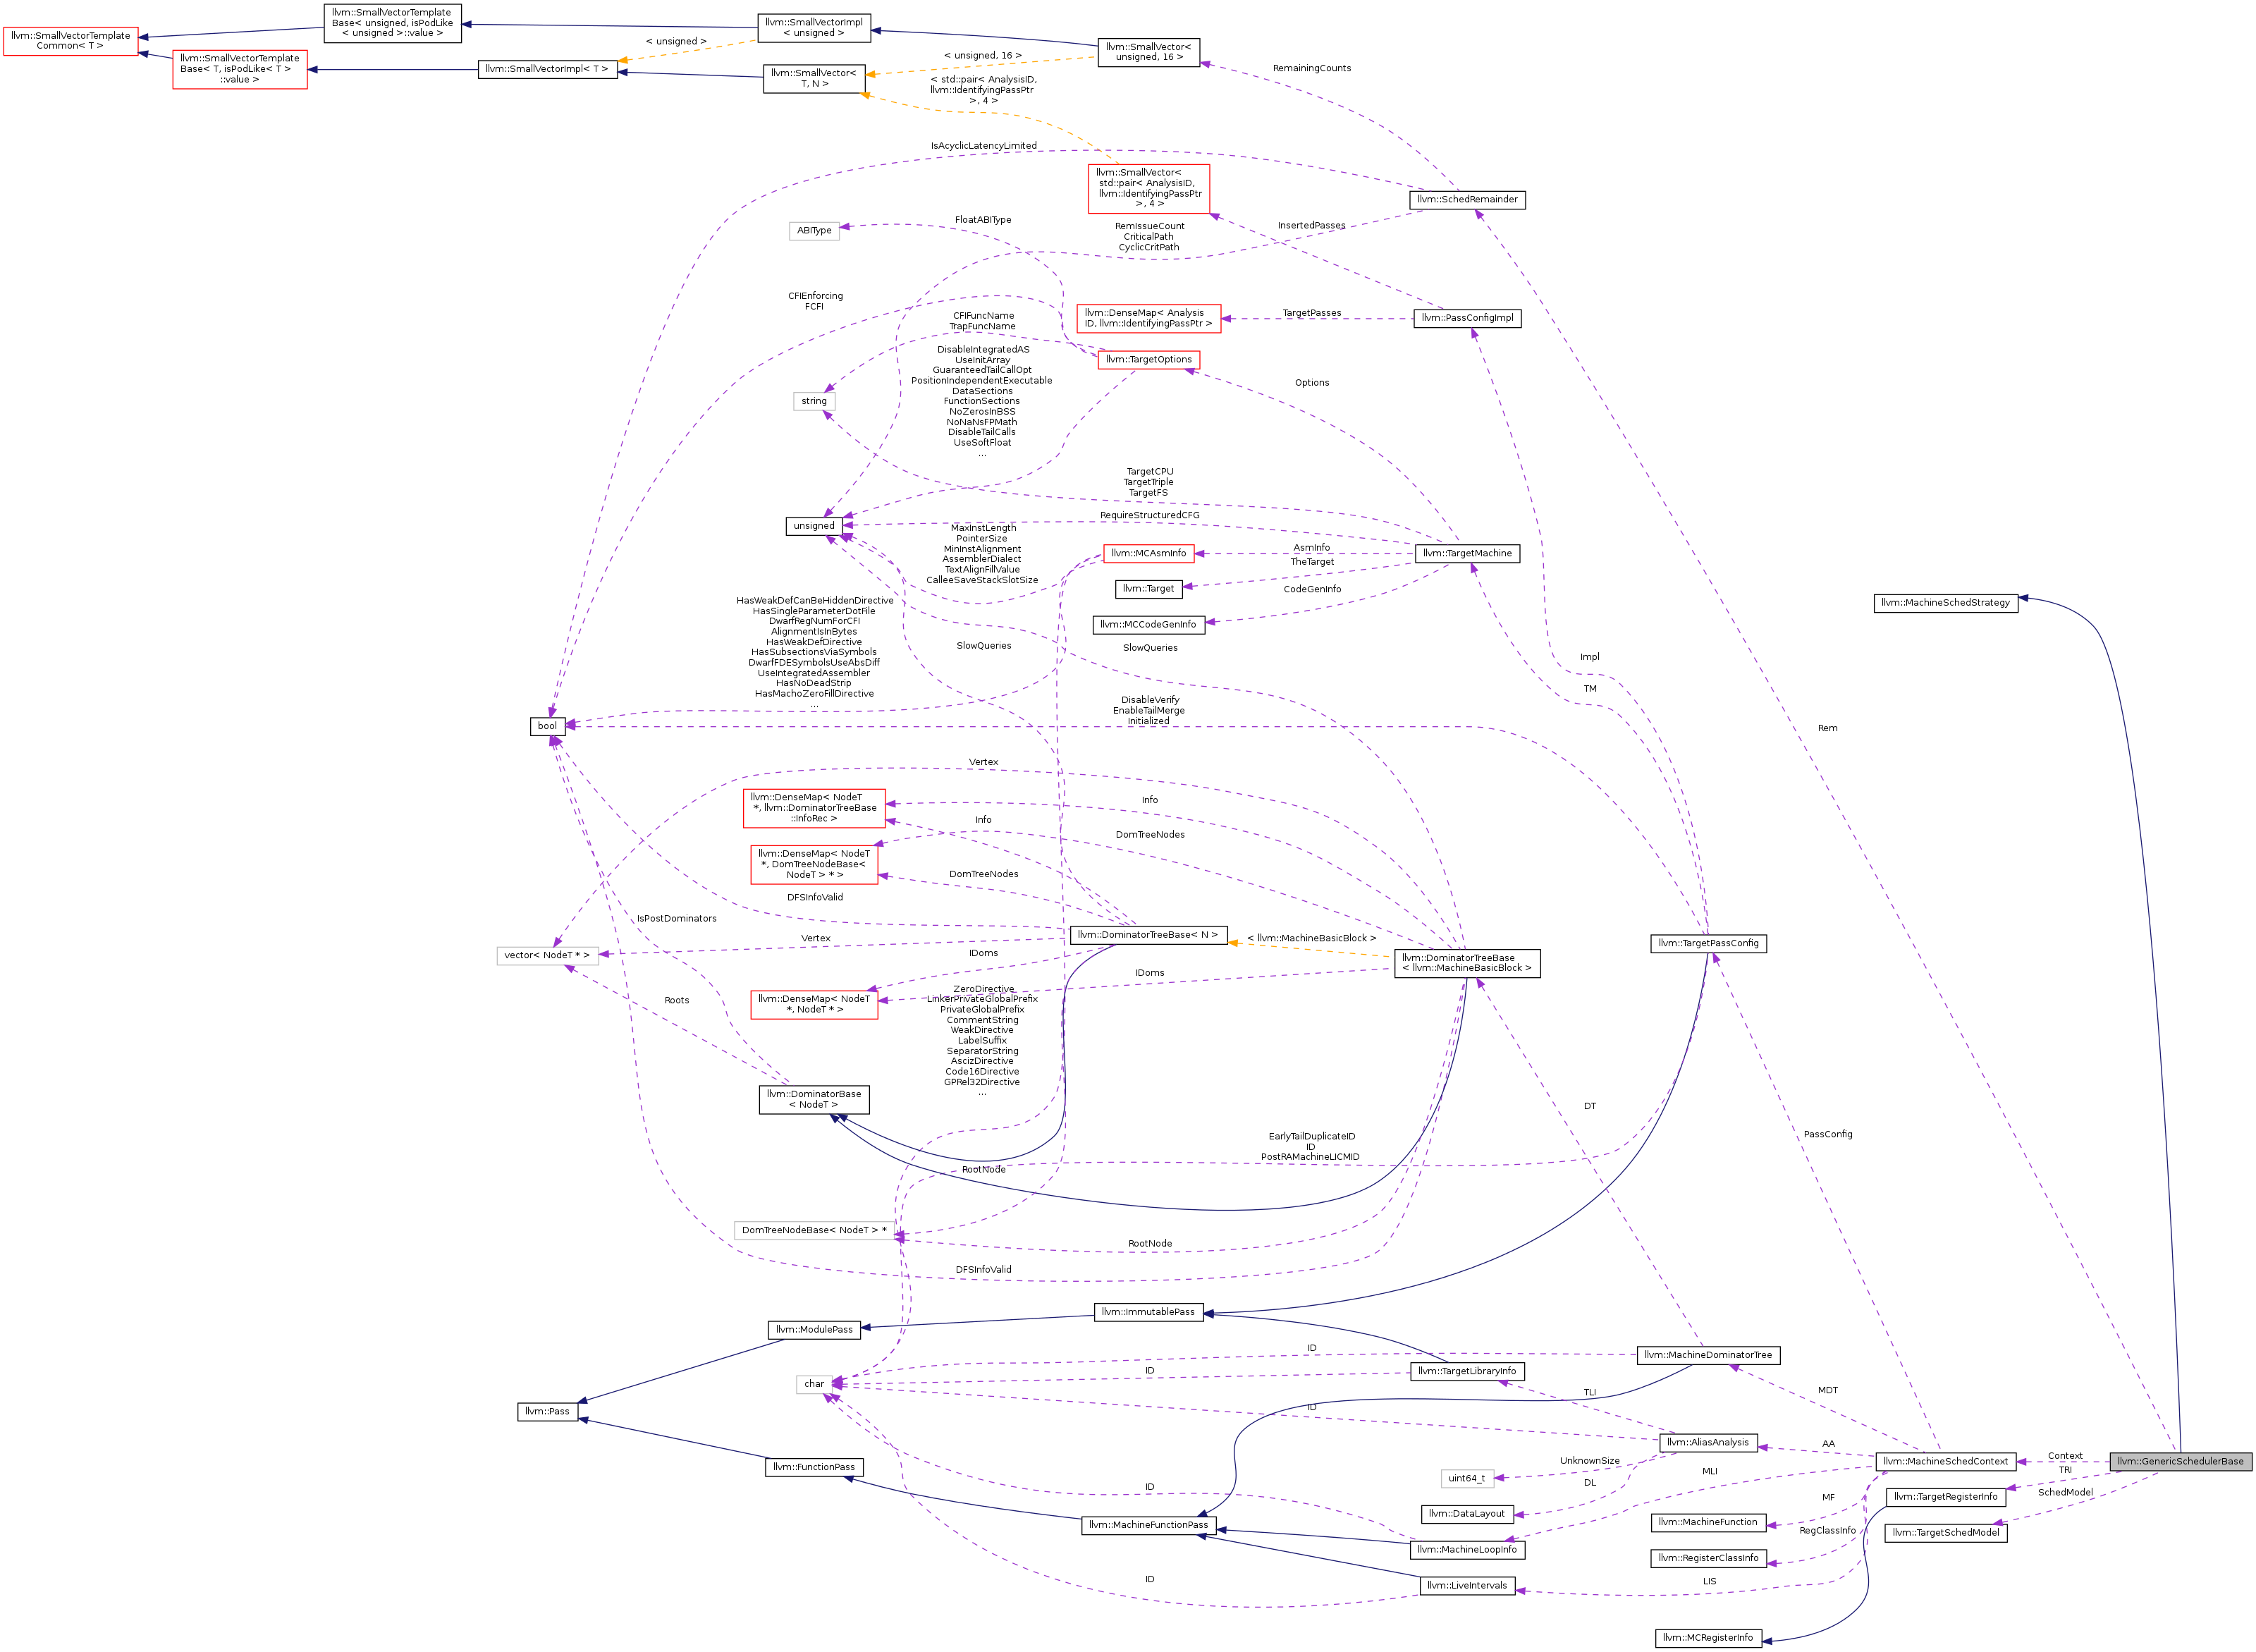 llvm::SmallVectorTemplate
Common< T >
llvm::SmallVectorTemplate
Base< unsigned, isPodLike
< unsigned >::value >
llvm::SmallVectorTemplate
Base< T, isPodLike< T >
::value >
llvm::SmallVectorImpl
< unsigned >
< unsigned >
llvm::SmallVectorImpl< T >
llvm::SmallVector<
T, N >
< unsigned, 16 >
llvm::SmallVector<
unsigned, 16 >
< std::pair< AnalysisID,
llvm::IdentifyingPassPtr
>, 4 >
RemainingCounts
IsAcyclicLatencyLimited
llvm::SmallVector<
std::pair< AnalysisID,
llvm::IdentifyingPassPtr
>, 4 >
llvm::SchedRemainder
ABIType
FloatABIType
RemIssueCount
CriticalPath
CyclicCritPath
InsertedPasses
CFIEnforcing
FCFI
llvm::DenseMap< Analysis
ID, llvm::IdentifyingPassPtr >
TargetPasses
llvm::PassConfigImpl
CFIFuncName
TrapFuncName
llvm::TargetOptions
DisableIntegratedAS
UseInitArray
GuaranteedTailCallOpt
PositionIndependentExecutable
DataSections
FunctionSections
NoZerosInBSS
NoNaNsFPMath
DisableTailCalls
UseSoftFloat
...
string
Options
TargetCPU
TargetTriple
TargetFS
unsigned
RequireStructuredCFG
MaxInstLength
PointerSize
MinInstAlignment
AssemblerDialect
TextAlignFillValue
CalleeSaveStackSlotSize
llvm::MCAsmInfo
AsmInfo
TheTarget
llvm::TargetMachine
llvm::Target
CodeGenInfo
llvm::MCCodeGenInfo
llvm::MachineSchedStrategy
HasWeakDefCanBeHiddenDirective
HasSingleParameterDotFile
DwarfRegNumForCFI
AlignmentIsInBytes
HasWeakDefDirective
HasSubsectionsViaSymbols
DwarfFDESymbolsUseAbsDiff
UseIntegratedAssembler
HasNoDeadStrip
HasMachoZeroFillDirective
...
SlowQueries
SlowQueries
Impl
TM
bool
DisableVerify
EnableTailMerge
Initialized
Rem
Vertex
llvm::DenseMap< NodeT
*, llvm::DominatorTreeBase
::InfoRec >
Info
Info
llvm::DenseMap< NodeT
*, DomTreeNodeBase<
NodeT > * >
DomTreeNodes
DomTreeNodes
DFSInfoValid
IsPostDominators
Vertex
vector< NodeT * >
llvm::DominatorTreeBase< N >
< llvm::MachineBasicBlock >
llvm::DominatorTreeBase
< llvm::MachineBasicBlock >
llvm::TargetPassConfig
IDoms
IDoms
llvm::DenseMap< NodeT
*, NodeT * >
Roots
ZeroDirective
LinkerPrivateGlobalPrefix
PrivateGlobalPrefix
CommentString
WeakDirective
LabelSuffix
SeparatorString
AscizDirective
Code16Directive
GPRel32Directive
...
llvm::DominatorBase
< NodeT >
DT
PassConfig
EarlyTailDuplicateID
ID
PostRAMachineLICMID
RootNode
DomTreeNodeBase< NodeT > *
RootNode
DFSInfoValid
llvm::ImmutablePass
llvm::ModulePass
ID
llvm::MachineDominatorTree
char
ID
llvm::TargetLibraryInfo
TLI
MDT
llvm::Pass
ID
llvm::AliasAnalysis
AA
llvm::FunctionPass
UnknownSize
uint64_t
DL
MLI
llvm::MachineSchedContext
Context
llvm::GenericSchedulerBase
TRI
ID
llvm::DataLayout
MF
llvm::TargetRegisterInfo
SchedModel
llvm::MachineFunctionPass
llvm::MachineFunction
RegClassInfo
llvm::TargetSchedModel
llvm::MachineLoopInfo
llvm::RegisterClassInfo
ID
llvm::LiveIntervals
LIS
llvm::MCRegisterInfo